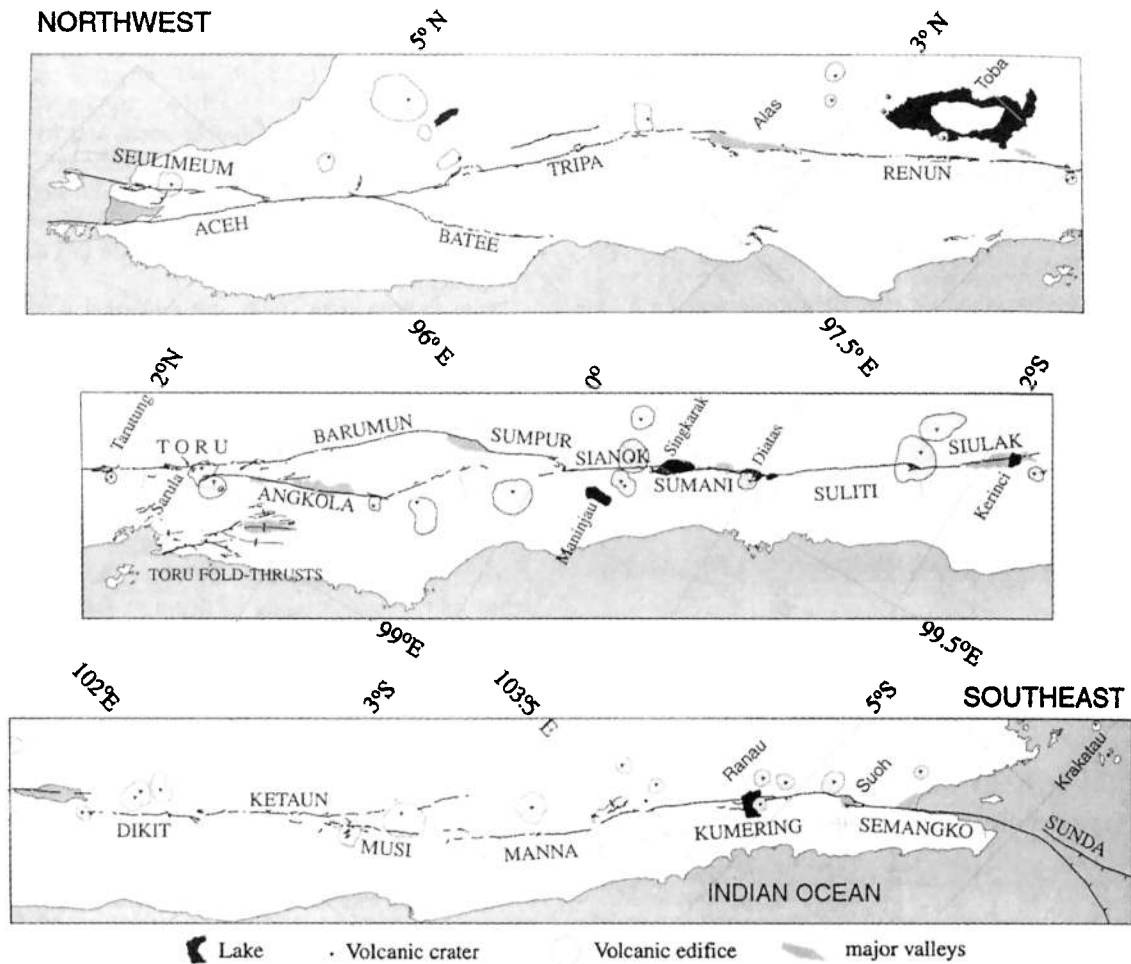 NORTHWEST
5° N
3° N
Toba
Alas
SEULIMEUM
TRIPA
RENUN
ACEH
BATEE
96° E
97.5° E
2°N
0°
2°S
Tarutung
TORU
BARUMUN
SUMPUR
SIANOK
Singkarak
Diatas
SIULAK
Sarula
ANGKOLA
SUMANI
SULITI
Maninjau
Kerinci
TORU FOLD-THRUSTS
99°E
99.5°E
102°E
3°S
103.5° E
5°S
SOUTHEAST
Ranau
Suoh
Krakatau
KETAUN
DIKIT
MUSI
MANNA
KUMERING
SEMANGKO
SUNDA
INDIAN OCEAN
Lake
Volcanic crater
Volcanic edifice
major valleys